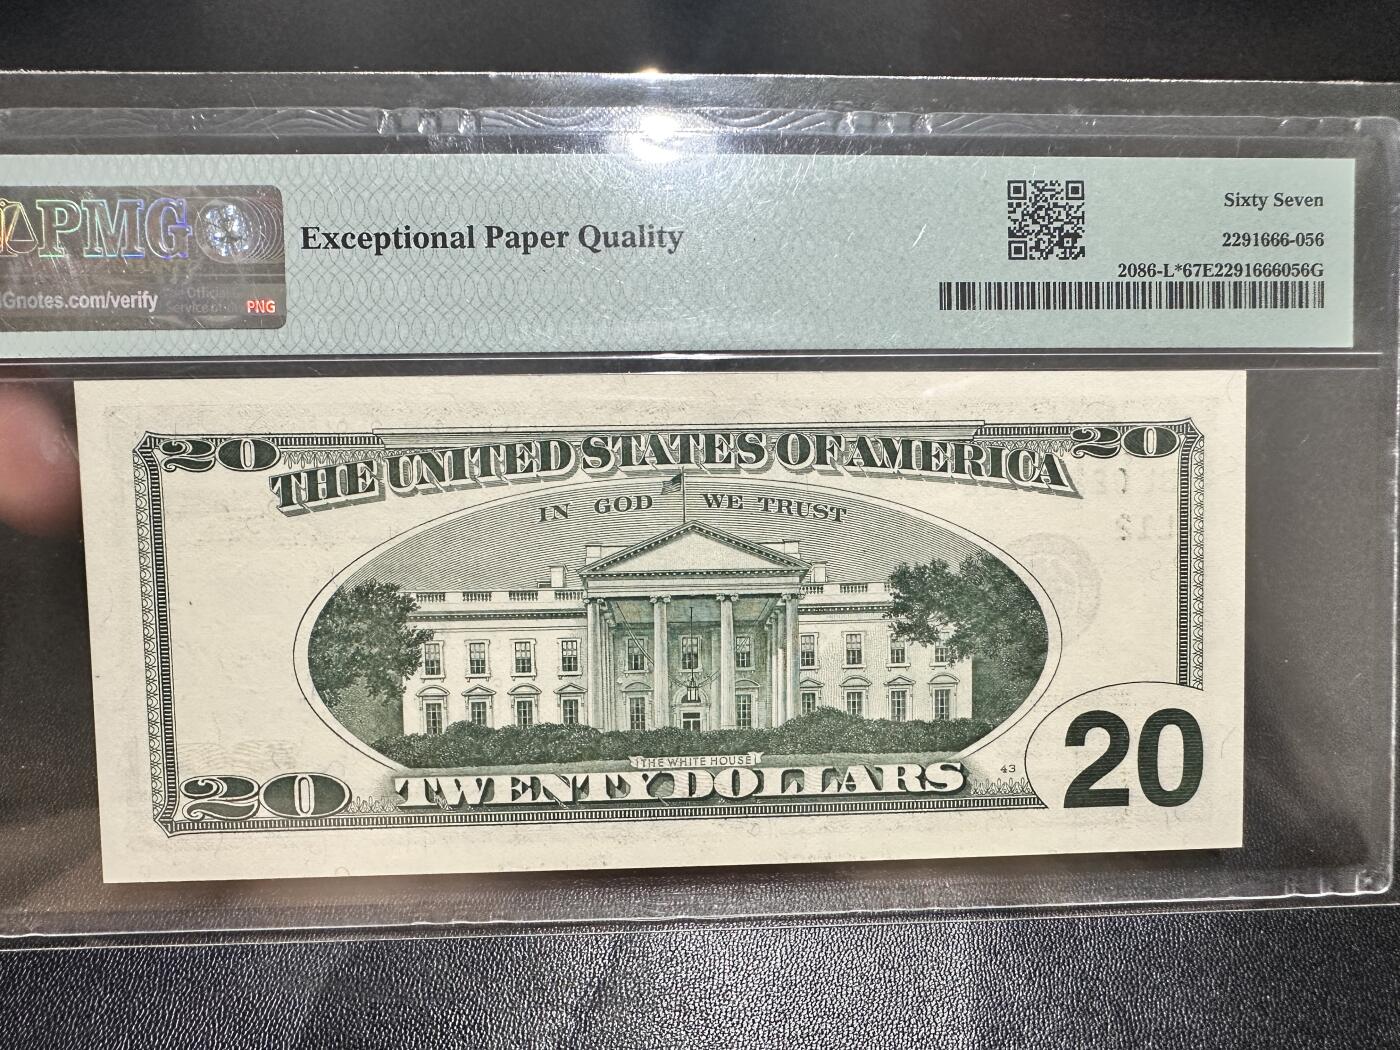 PMG
Gnotes.com/verify
PNG
Exceptional Paper Quality
Sixty Seven
2291666-056
2086-L*67E2291666056G
20
THE UNITED STATES OF AMERICA
20
IN GOD WE TRUST
THE WHITE HOUSE
20
TWENTY DOLLARS
43
20